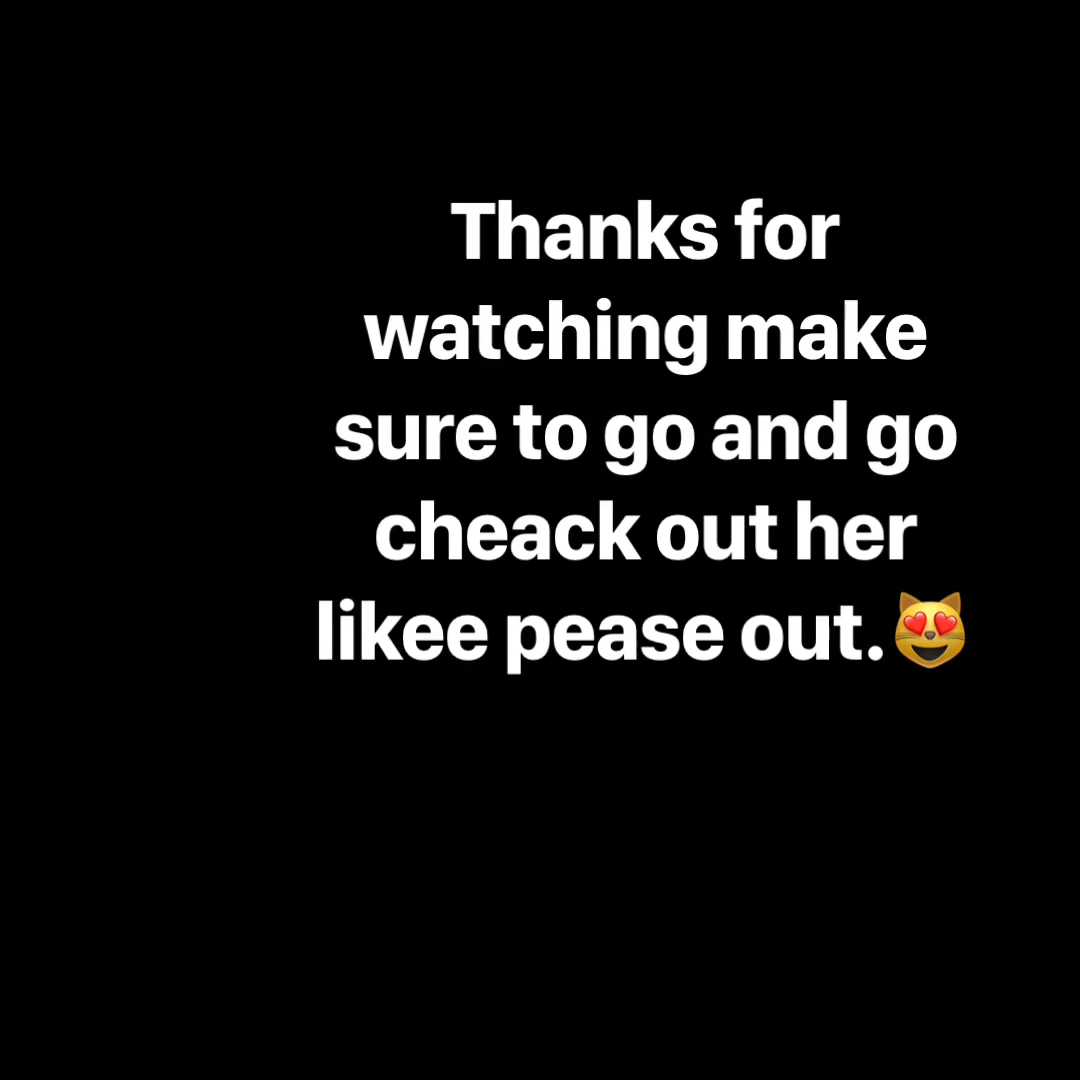 Thanks for
watching make
sure to go and go
cheack out her
likee pease out.😻